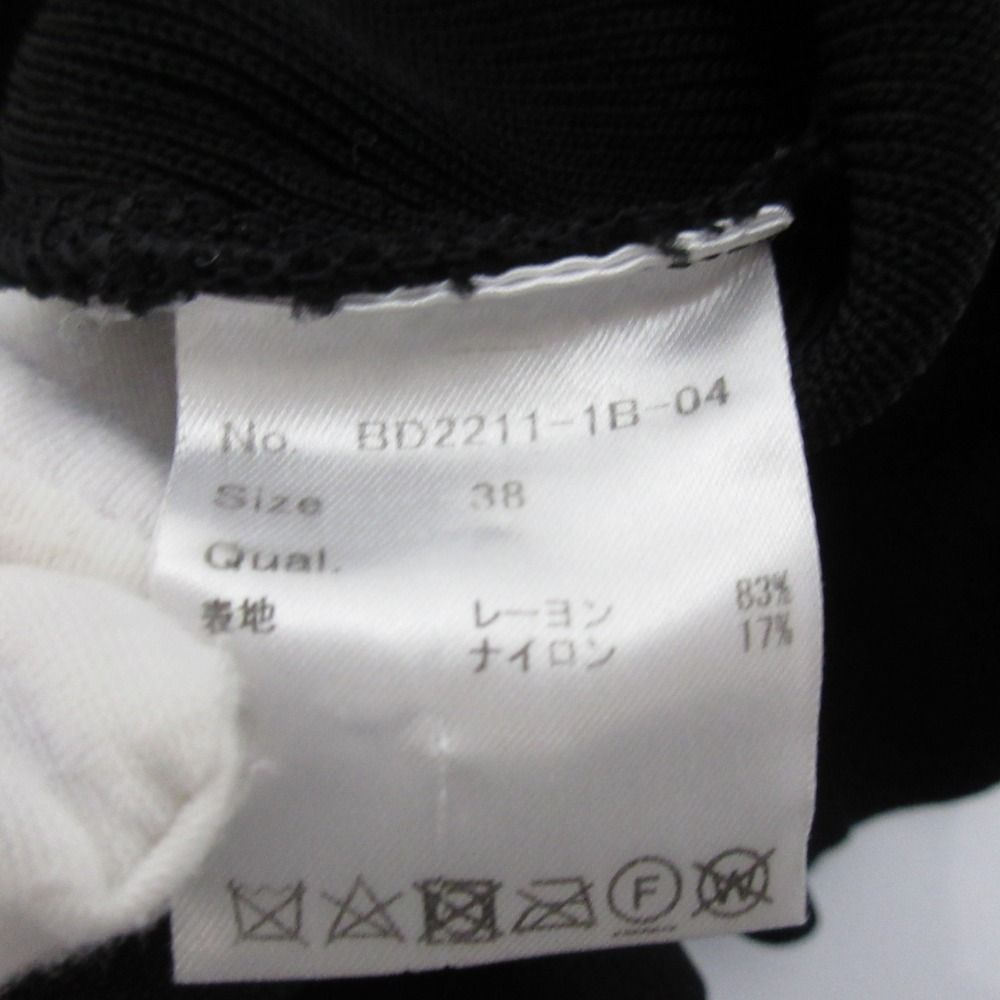 No. BD2211-1B-04
Size 38
Qual.
表地 レーヨン 83%
ナイロン 17%
F W